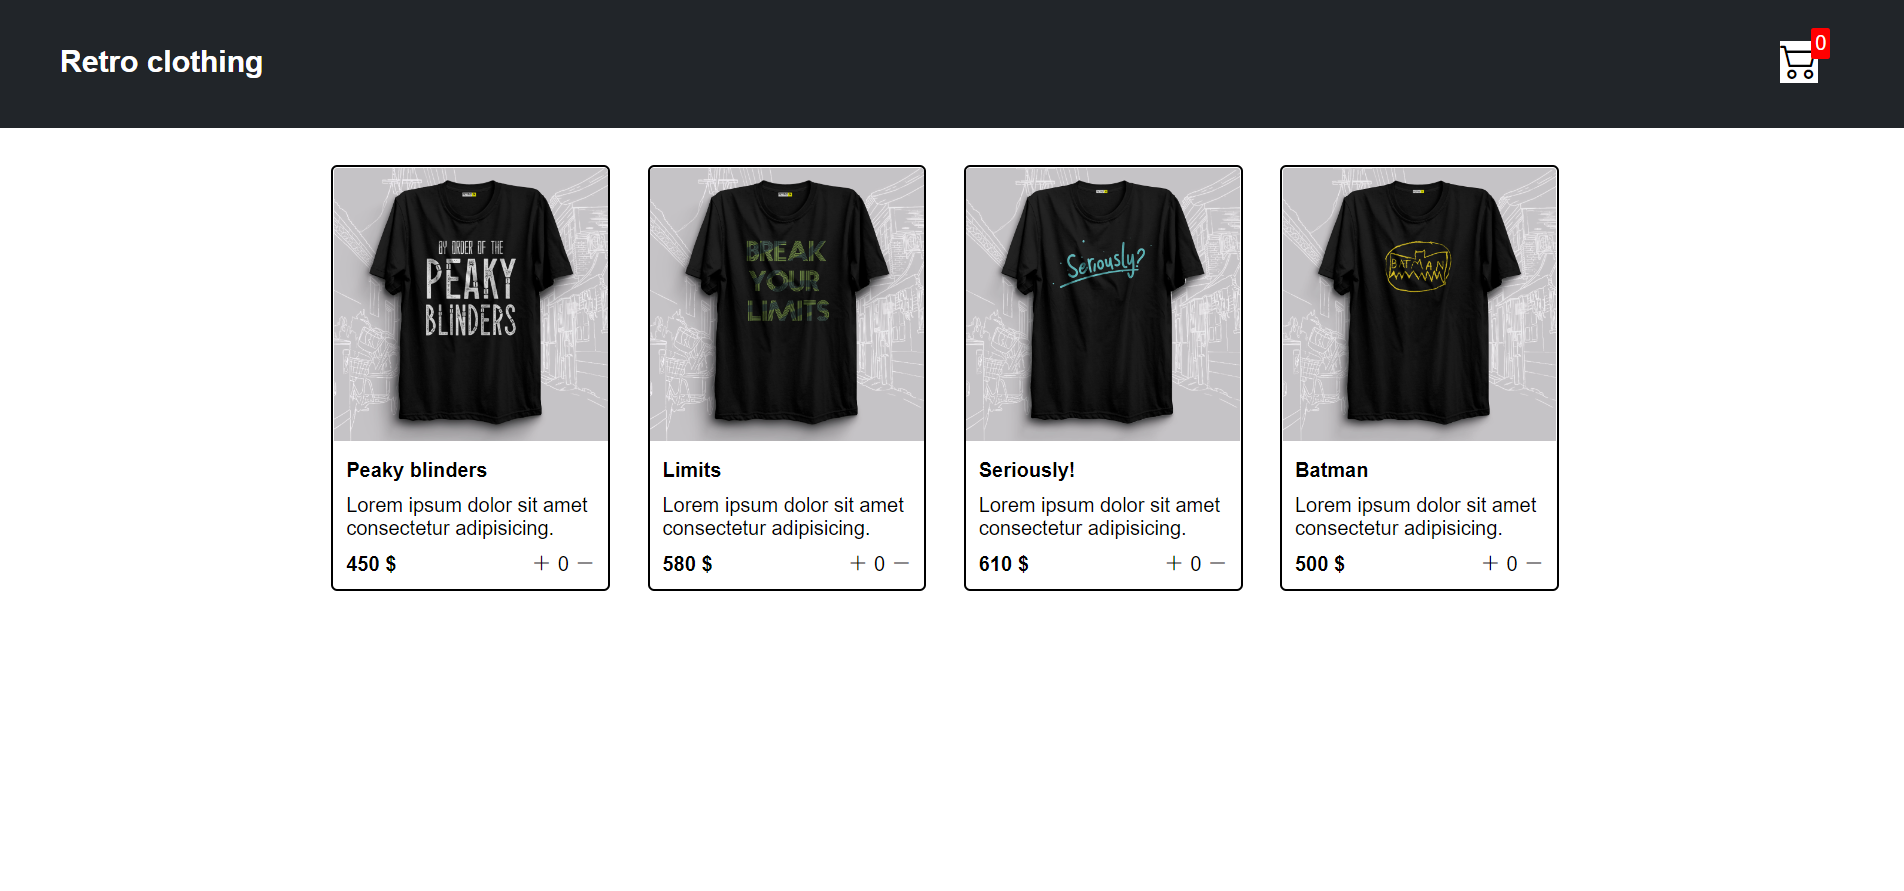 Retro clothing
0
BY ORDER OF THE
PEAKY
BLINDERS
BREAK
YOUR
LIMITS
Seriously?
BATMAN
Peaky blinders
Lorem ipsum dolor sit amet
consectetur adipisicing.
450 $
+ 0 −
Limits
Lorem ipsum dolor sit amet
consectetur adipisicing.
580 $
+ 0 −
Seriously!
Lorem ipsum dolor sit amet
consectetur adipisicing.
610 $
+ 0 −
Batman
Lorem ipsum dolor sit amet
consectetur adipisicing.
500 $
+ 0 −